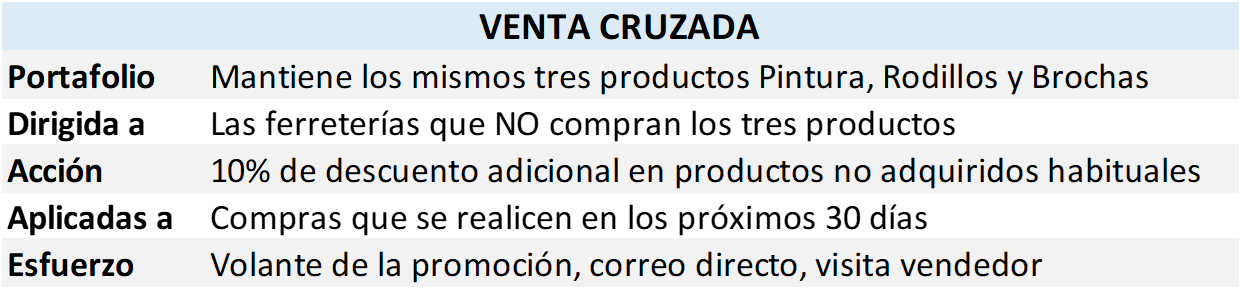 VENTA CRUZADA
Portafolio Mantiene los mismos tres productos Pintura, Rodillos y Brochas
Dirigida a Las ferreterías que NO compran los tres productos
Acción 10% de descuento adicional en productos no adquiridos habituales
Aplicadas a Compras que se realicen en los próximos 30 días
Esfuerzo Volante de la promoción, correo directo, visita vendedor